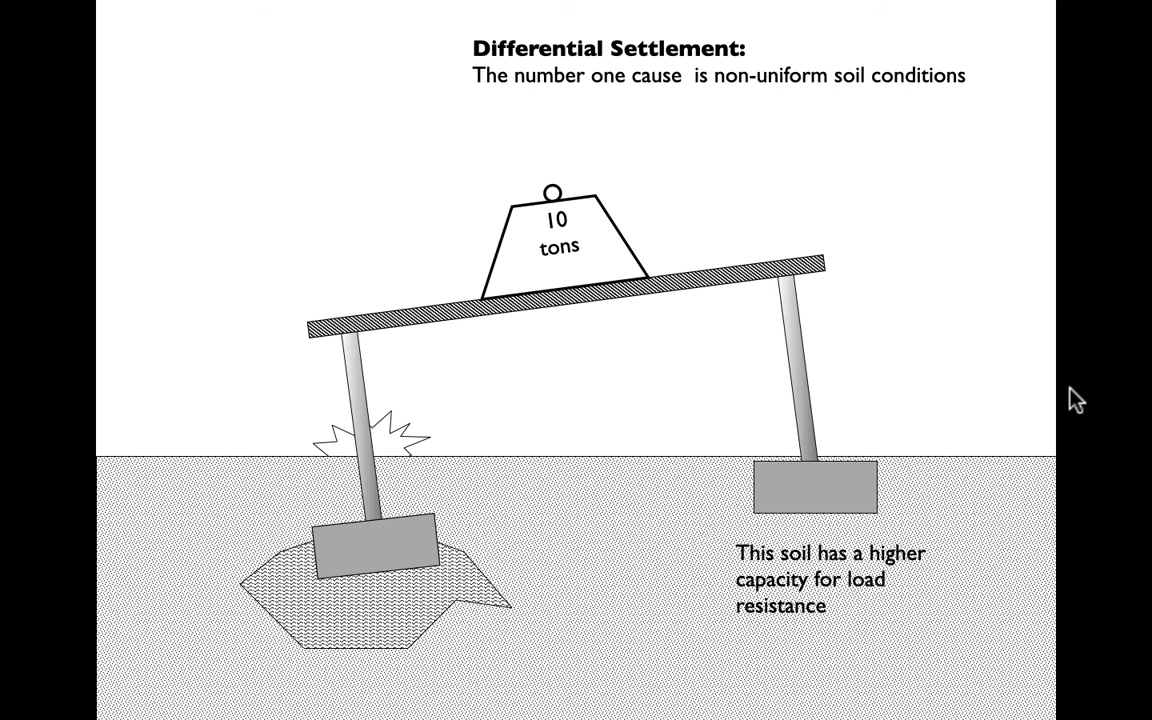 Differential Settlement:
The number one cause  is non-uniform soil conditions
10
tons
This soil has a higher
capacity for load
resistance